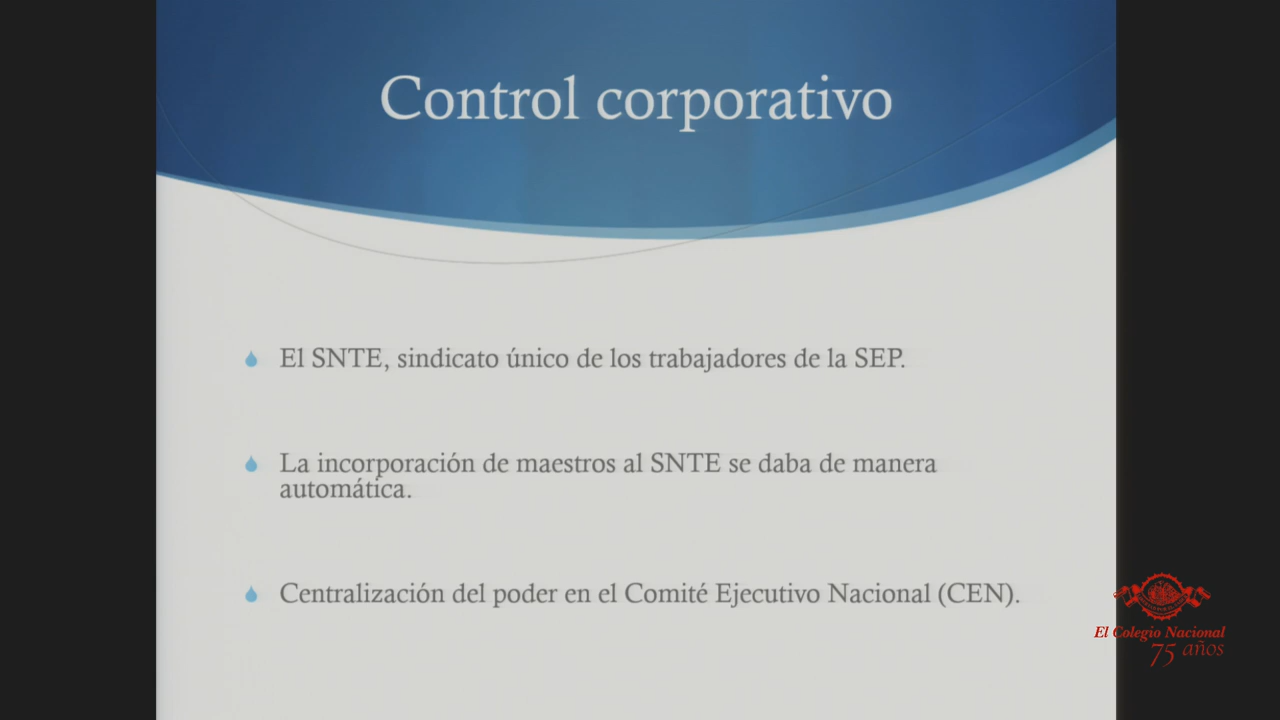 Control corporativo
El SNTE, sindicato único de los trabajadores de la SEP.
La incorporación de maestros al SNTE se daba de manera
automática.
Centralización del poder en el Comité Ejecutivo Nacional (CEN).
El Colegio Nacional
75 años